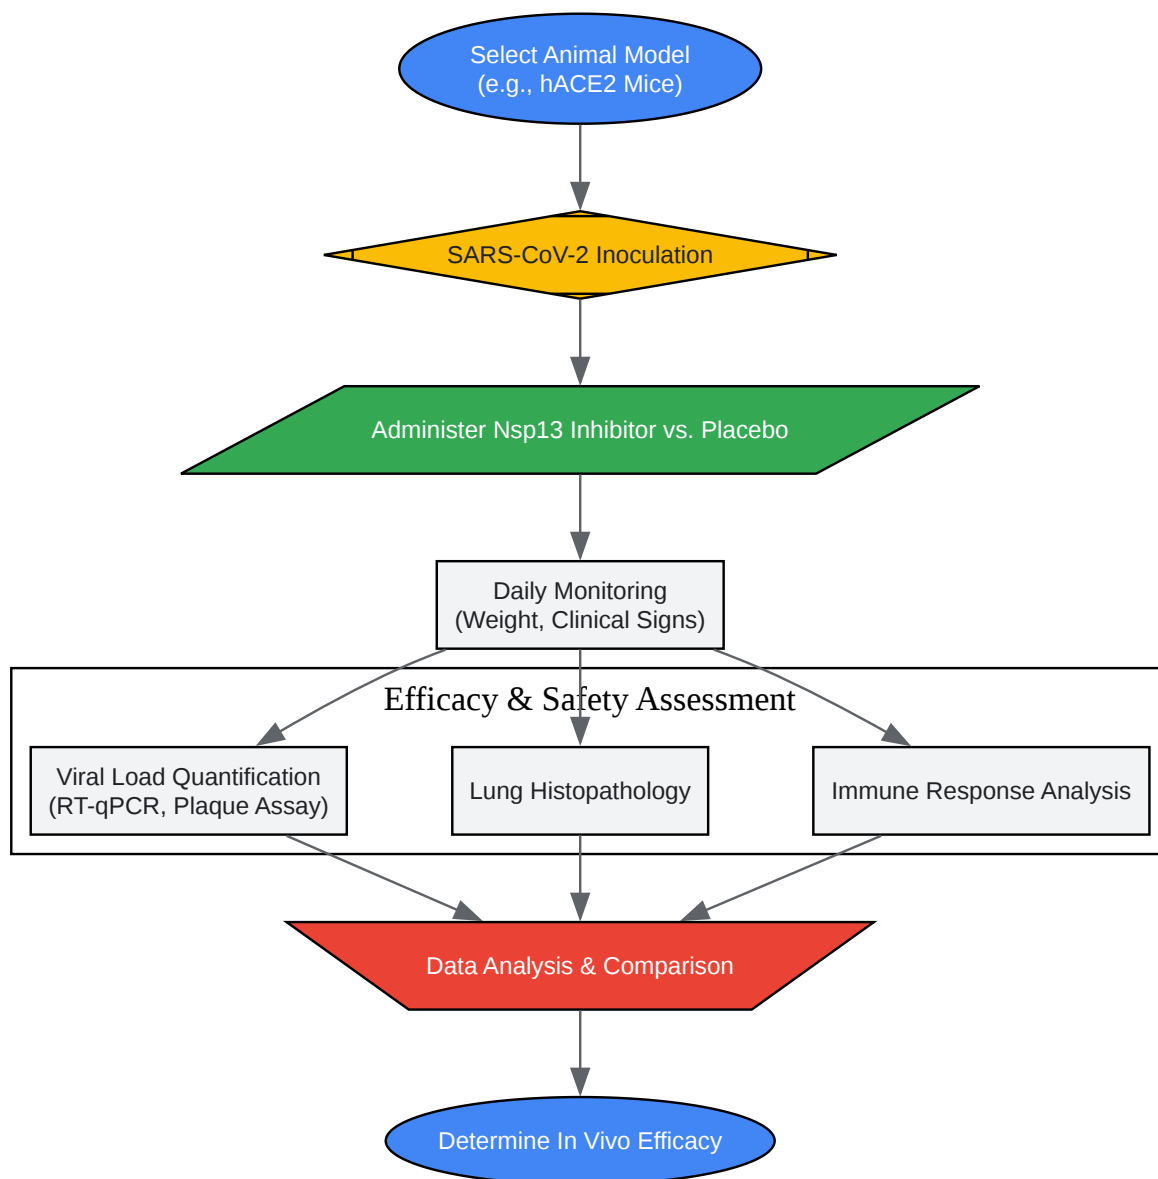 Select Animal Model
(e.g., hACE2 Mice)
SARS-CoV-2 Inoculation
Administer Nsp13 Inhibitor vs. Placebo
Daily Monitoring
(Weight, Clinical Signs)
Efficacy & Safety Assessment
Viral Load Quantification
(RT-qPCR, Plaque Assay)
Lung Histopathology
Immune Response Analysis
Data Analysis & Comparison
Determine In Vivo Efficacy